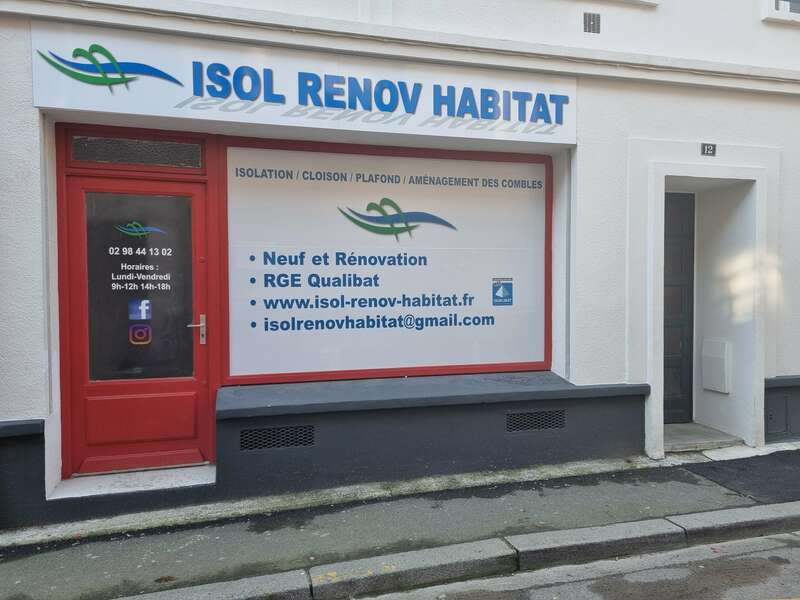 ISOL RENOV HABITAT
ISOLATION / CLOISON / PLAFOND / AMÉNAGEMENT DES COMBLES
• Neuf et Rénovation
• RGE Qualibat
• www.isol-renov-habitat.fr
• isolrenovhabitat@gmail.com
QUALIBAT
02 98 44 13 02
Horaires :
Lundi-Vendredi
9h-12h 14h-18h
12